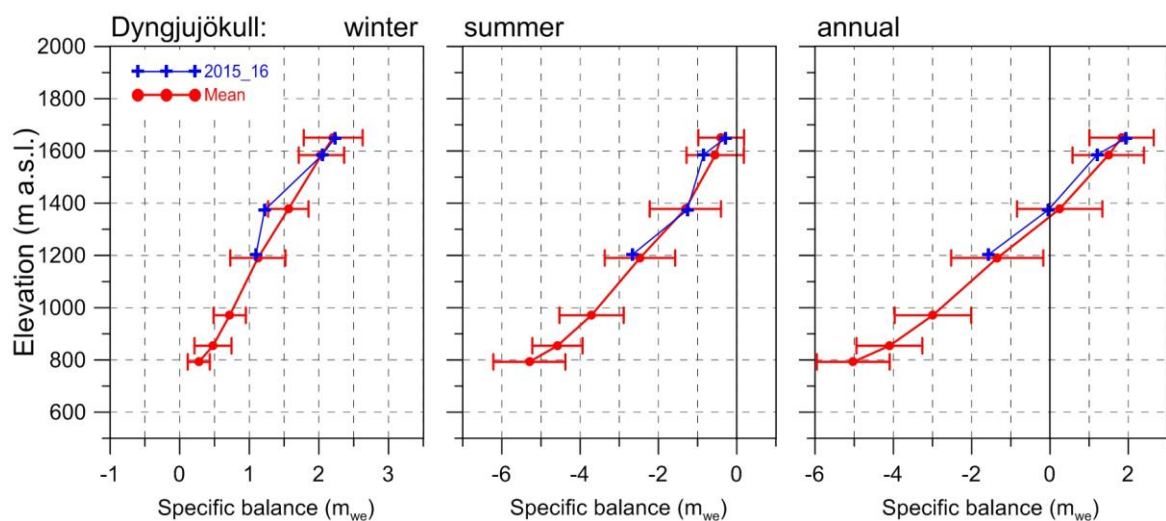 Dyngjujökull: winter summer annual
2000
1800
1600
1400
1200
1000
800
600
Elevation (m a.s.l.)
2015_16
Mean
-1 0 1 2 3 -6 -4 -2 0 -6 -4 -2 0 2
Specific balance (mwe) Specific balance (mwe) Specific balance (mwe)